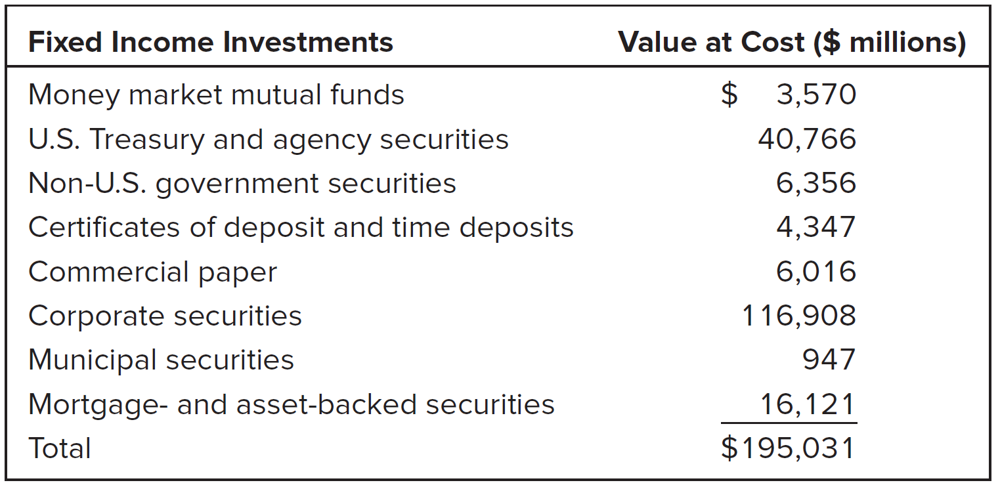 Fixed Income Investments Value at Cost ($ millions)
Money market mutual funds $ 3,570
U.S. Treasury and agency securities 40,766
Non-U.S. government securities 6,356
Certificates of deposit and time deposits 4,347
Commercial paper 6,016
Corporate securities 116,908
Municipal securities 947
Mortgage- and asset-backed securities 16,121
Total $195,031